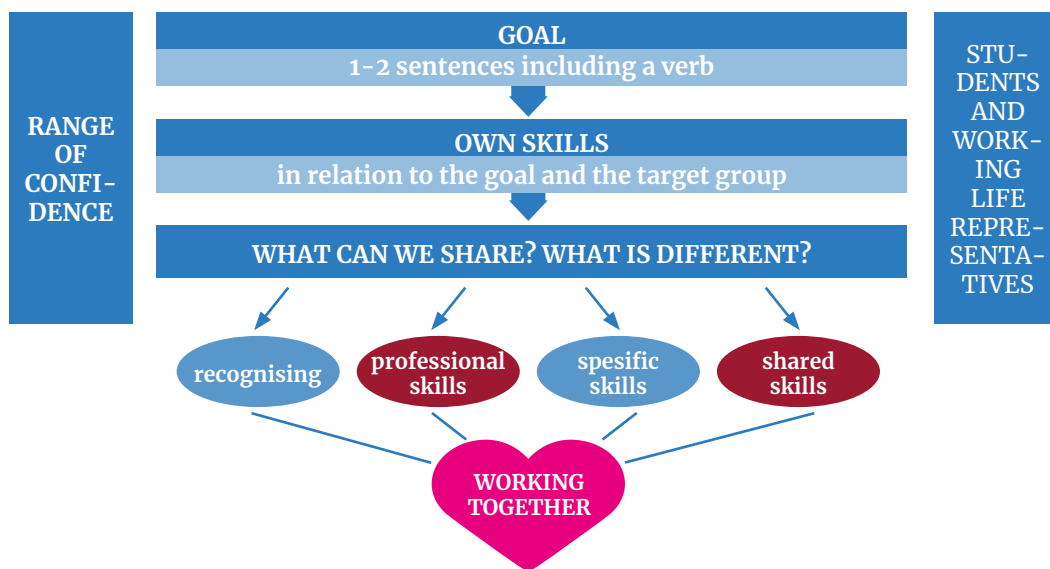 RANGE
OF
CONFI-
DENCE
GOAL
1-2 sentences including a verb
OWN SKILLS
in relation to the goal and the target group
WHAT CAN WE SHARE? WHAT IS DIFFERENT?
STU-
DENTS
AND
WORK-
ING
LIFE
REPRE-
SENTA-
TIVES
recognising
professional
skills
spesific
skills
shared
skills
WORKING
TOGETHER